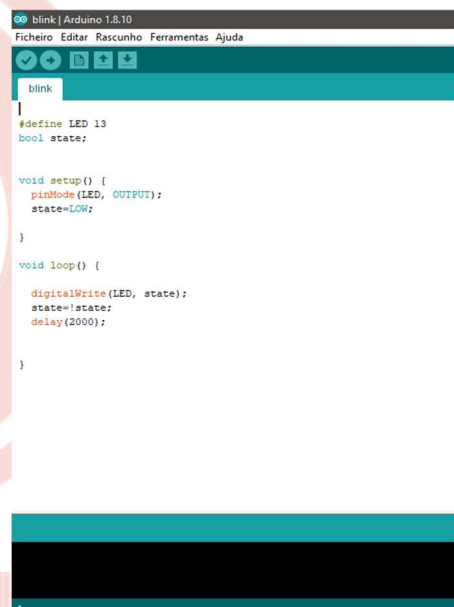 blink | Arduino 1.8.10
Ficheiro Editar Rascunho Ferramentas Ajuda
blink
#define LED 13
bool state;
void setup() {
pinMode(LED, OUTPUT);
state=LOW;
}
void loop() {
digitalWrite(LED, state);
state=!state;
delay(2000);
}